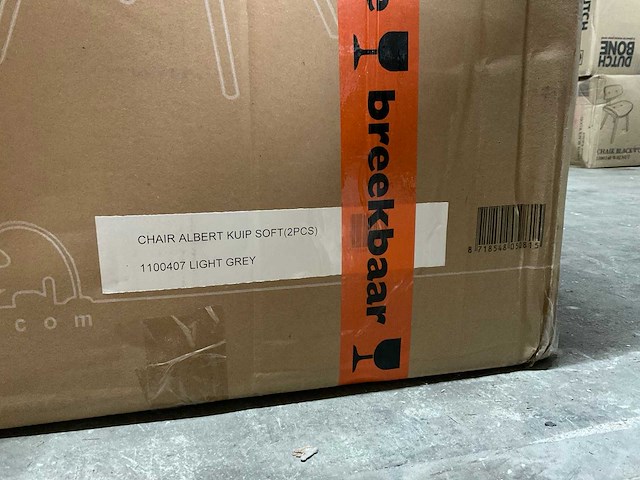 CHAIR ALBERT KUIP SOFT(2PCS)
1100407 LIGHT GREY
breekbaar
com
DUTCH
BONE